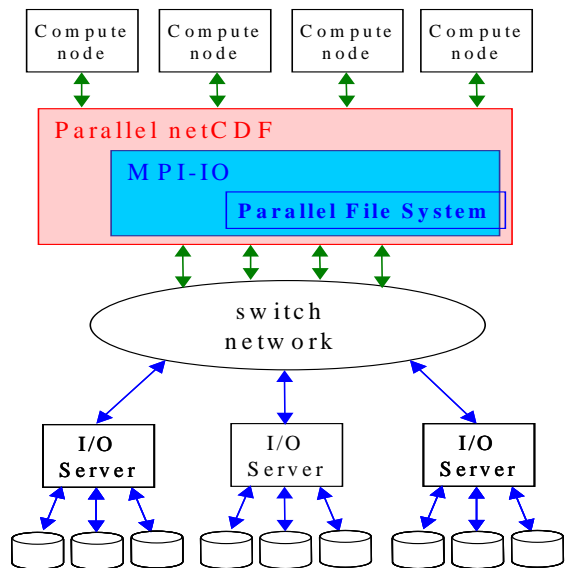 Compute
node
Compute
node
Compute
node
Compute
node
Parallel netCDF
MPI-IO
Parallel File System
switch
network
I/O
Server
I/O
Server
I/O
Server